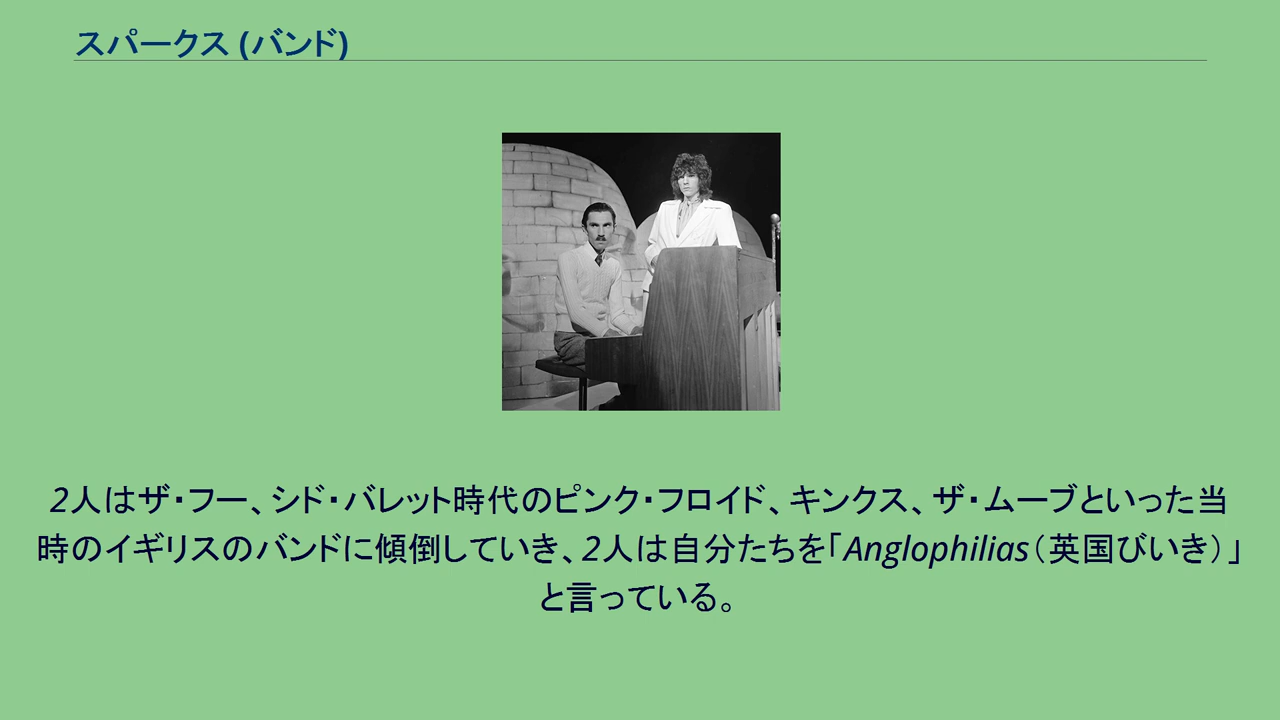 スパークス (バンド)
2人はザ・フー、シド・バレット時代のピンク・フロイド、キンクス、ザ・ムーブといった当
時のイギリスのバンドに傾倒していき、2人は自分たちを「Anglophilias（英国びいき）」
と言っている。